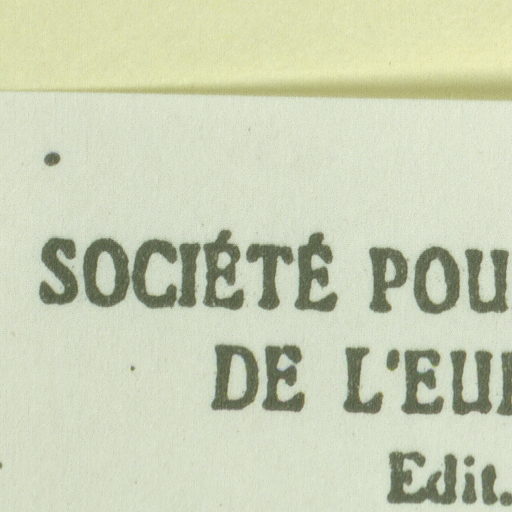 SOCIÉTÉ POU
DE L'EU
Edit.